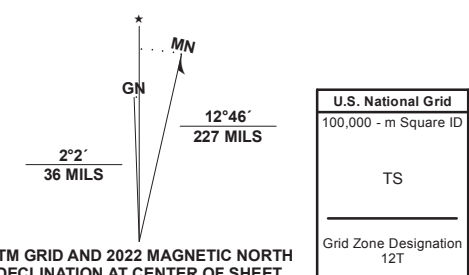 ★
MN
GN
12°46´
227 MILS
2°2´
36 MILS
TM GRID AND 2022 MAGNETIC NORTH
DECLINATION AT CENTER OF SHEET
U.S. National Grid
100,000 - m Square ID
TS
Grid Zone Designation
12T